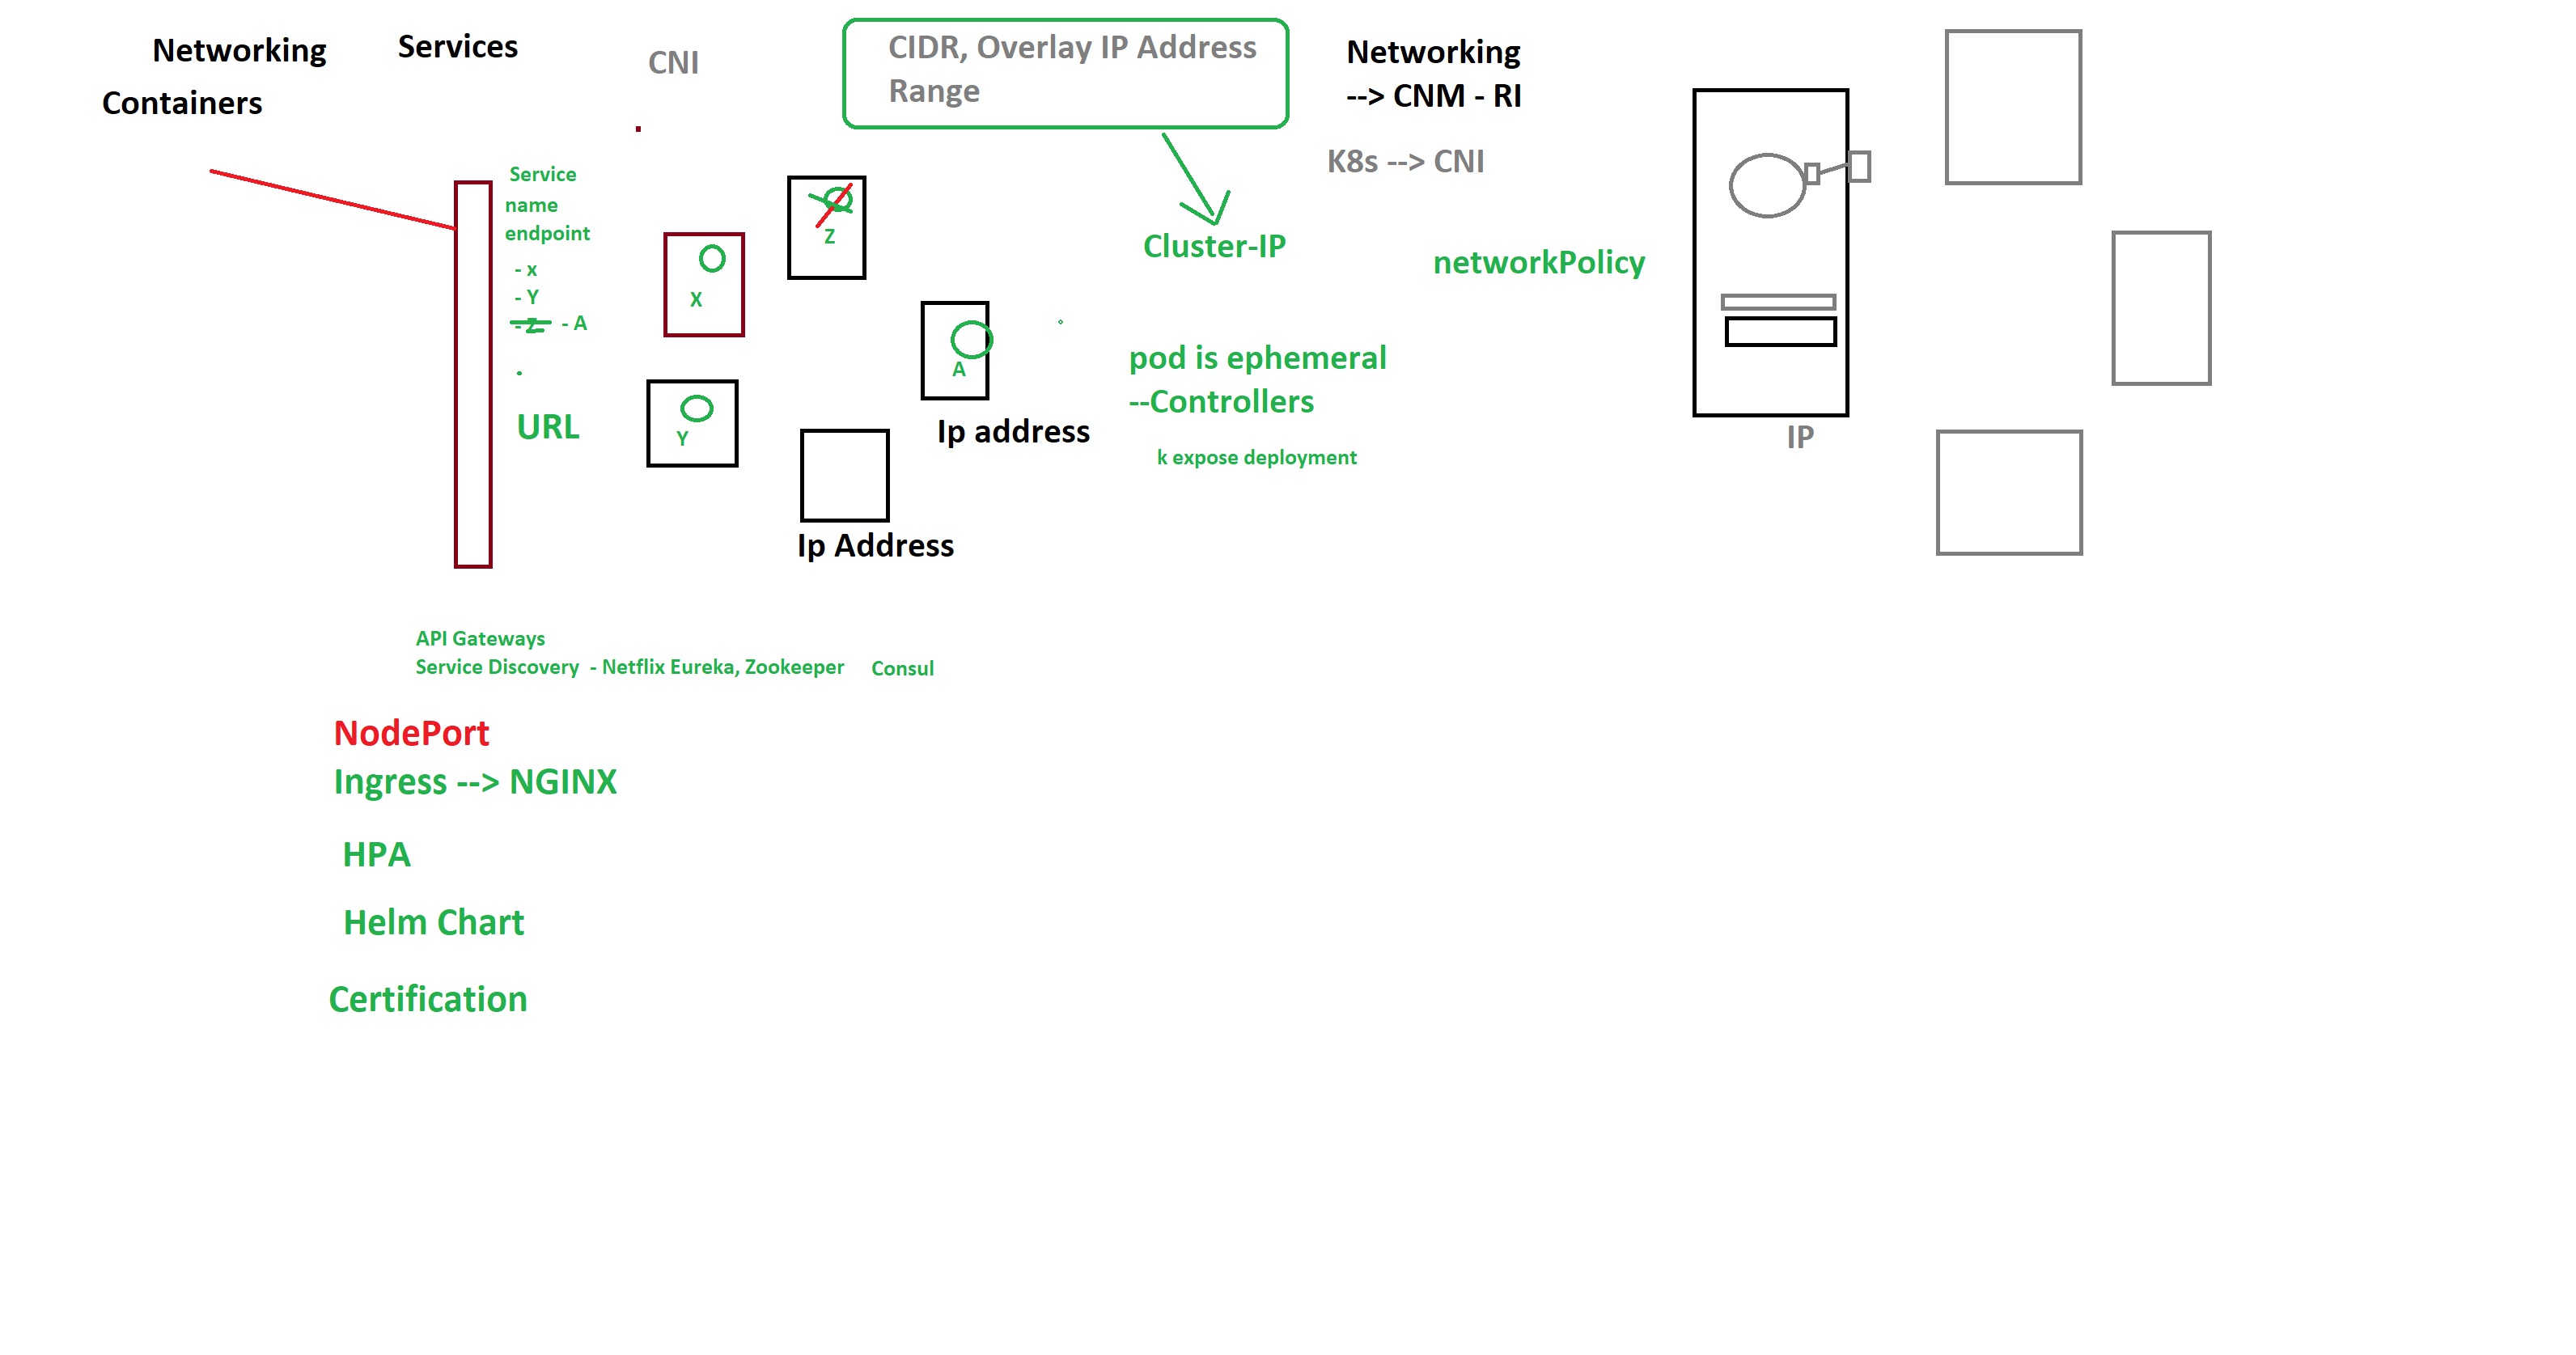 Networking
Containers
Services
CNI
CIDR, Overlay IP Address
Range
Networking
--> CNM - RI
K8s --> CNI
Service
name
endpoint
- x
- Y
- Z - A
.
URL
X
Z
Y
A
Ip address
Ip Address
Cluster-IP
networkPolicy
pod is ephemeral
--Controllers
k expose deployment
IP
API Gateways
Service Discovery - Netflix Eureka, Zookeeper Consul
NodePort
Ingress --> NGINX
HPA
Helm Chart
Certification